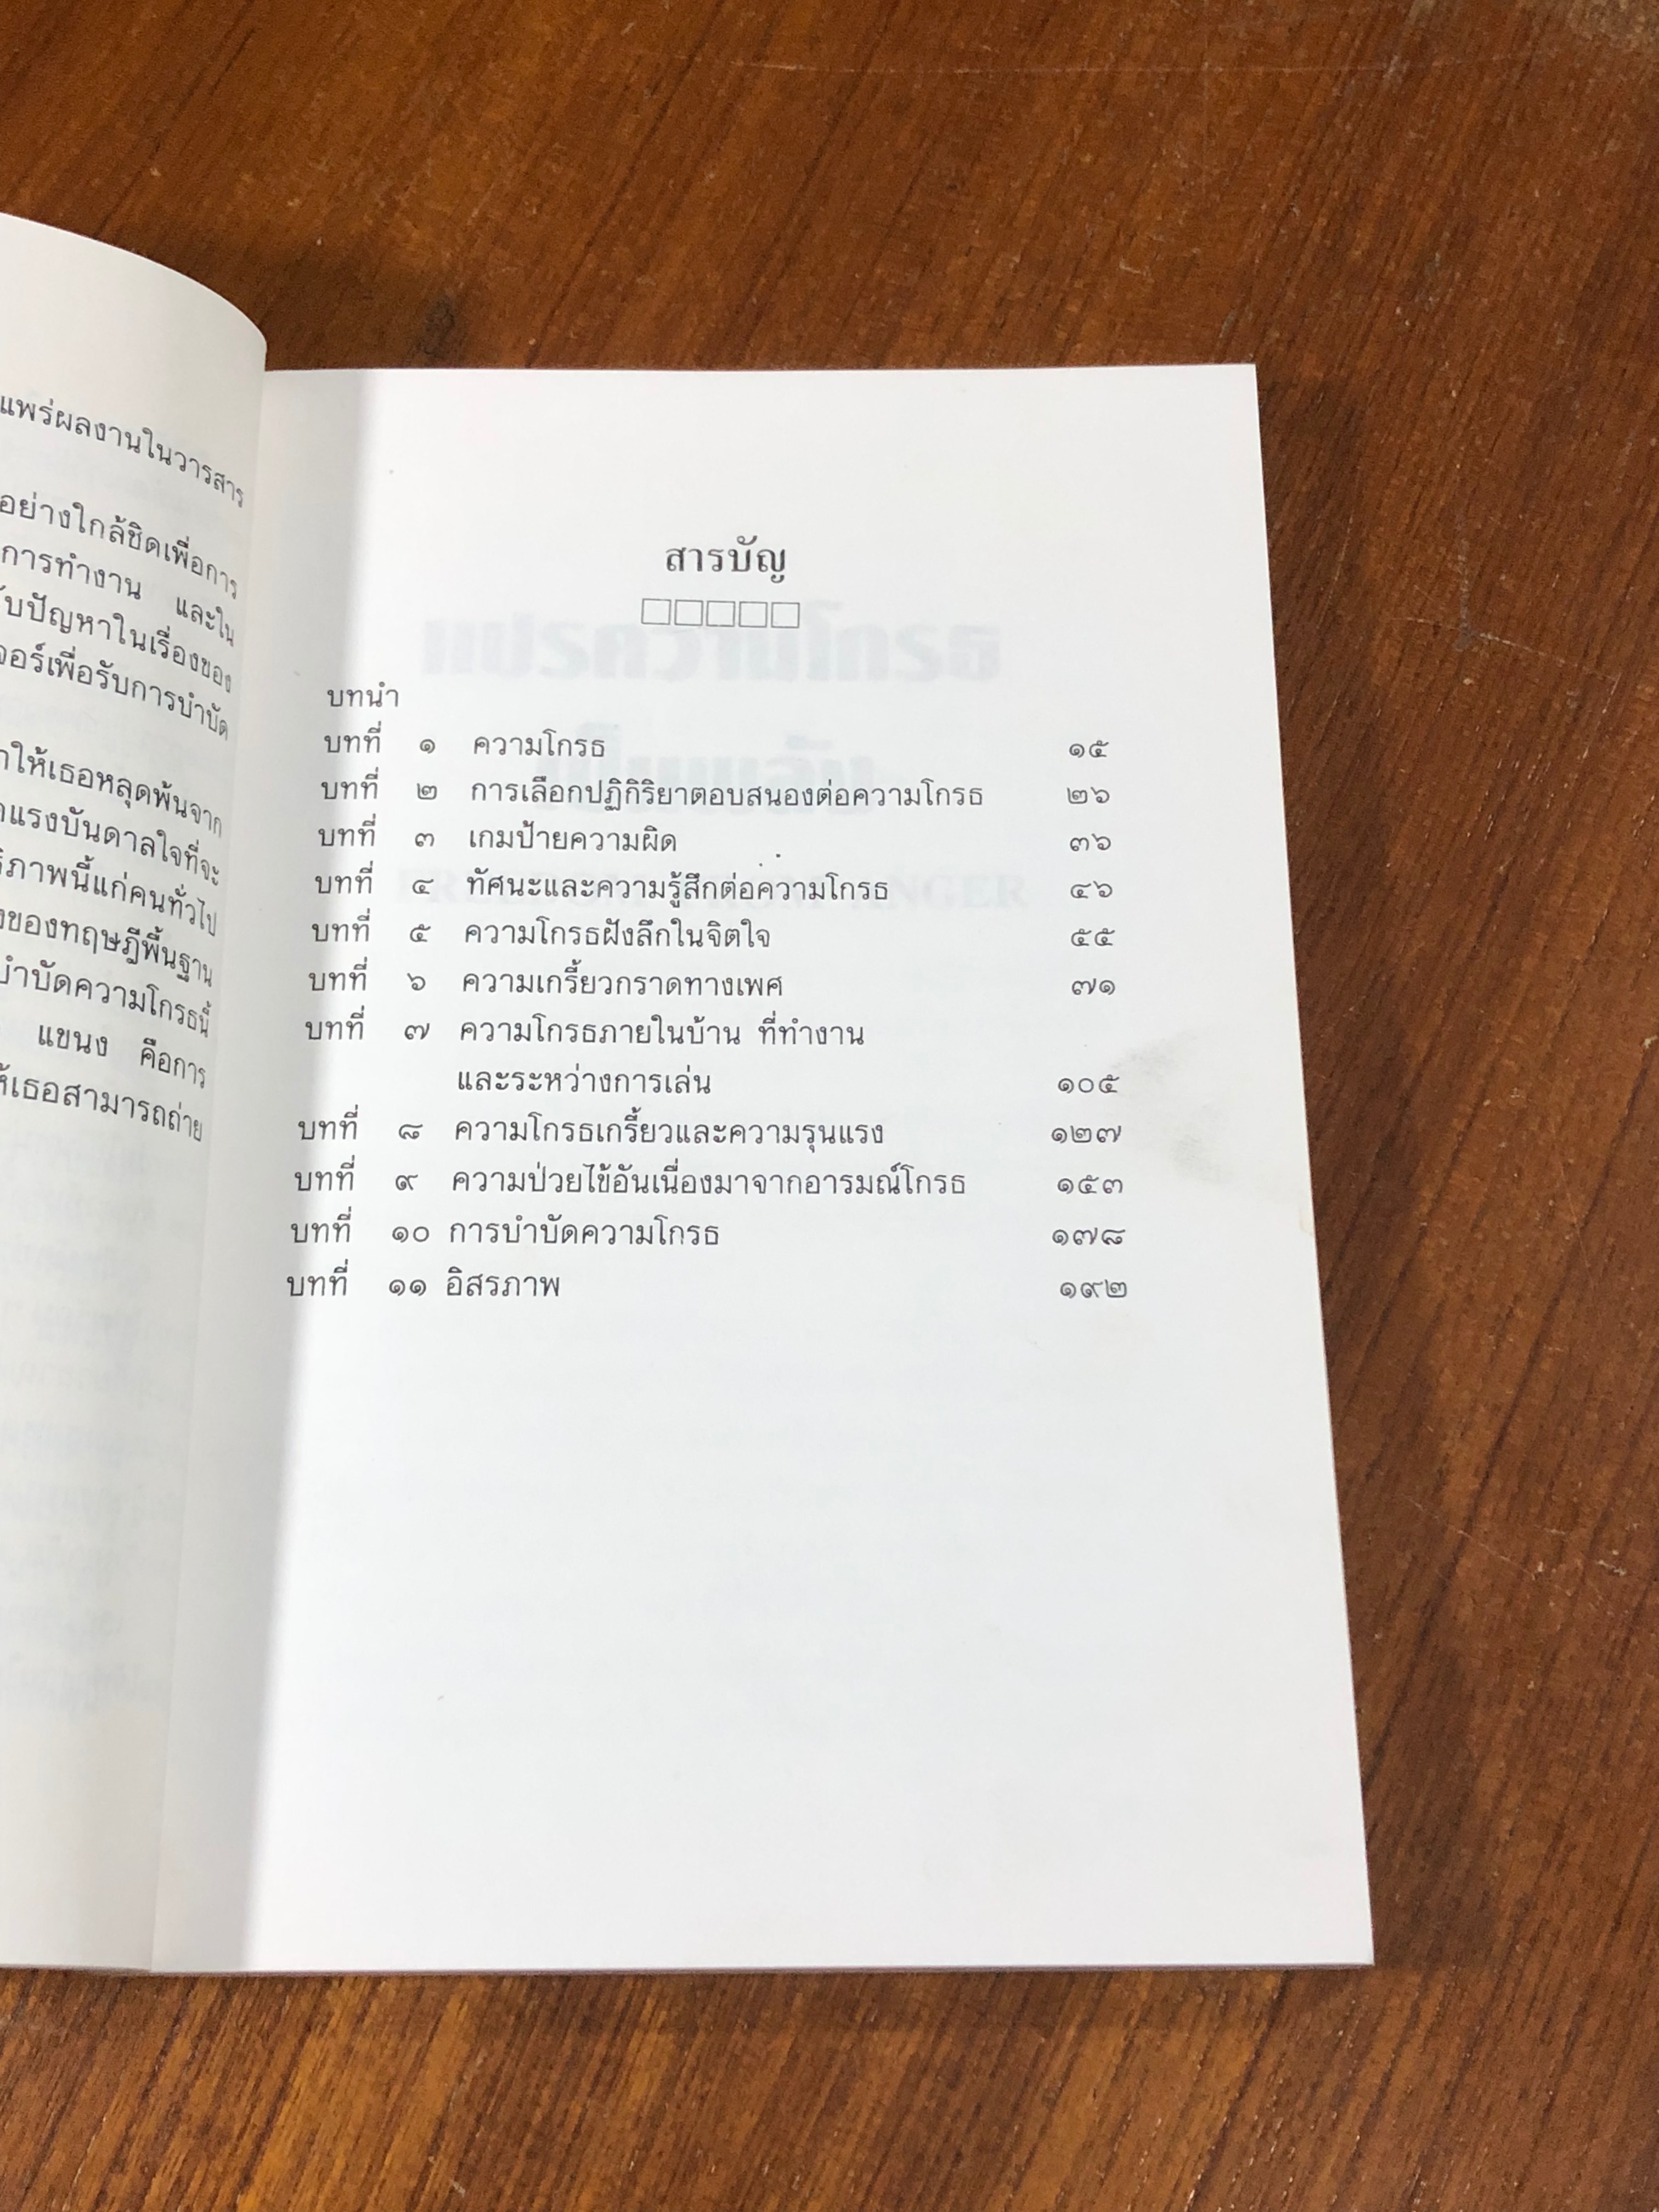 แพร่ผลงานในวารสาร
อย่างใกล้ชิดเพื่อการ
การทำงาน และใน
ับปัญหาในเรื่องของ
จอร์เพื่อรับการบำบัด
ให้เธอหลุดพ้นจาก
แรงบันดาลใจที่จะ
ภาพนี้แก่คนทั่วไป
ของทฤษฎีพื้นฐาน
บำบัดความโกรธนี้
แขนง คือการ
ให้เธอสามารถถ่าย
สารบัญ
□□□□□
บทนำ
บทที่ ๑ ความโกรธ ๑๕
บทที่ ๒ การเลือกปฏิกิริยาตอบสนองต่อความโกรธ ๒๖
บทที่ ๓ เกมป้ายความผิด ๓๖
บทที่ ๔ ทัศนะและความรู้สึกต่อความโกรธ ๔๖
บทที่ ๕ ความโกรธฝังลึกในจิตใจ ๕๕
บทที่ ๖ ความเกรี้ยวกราดทางเพศ ๗๑
บทที่ ๗ ความโกรธภายในบ้าน ที่ทำงาน
และระหว่างการเล่น ๑๐๕
บทที่ ๘ ความโกรธเกรี้ยวและความรุนแรง ๑๒๗
บทที่ ๙ ความป่วยไข้อันเนื่องมาจากอารมณ์โกรธ ๑๕๓
บทที่ ๑๐ การบำบัดความโกรธ ๑๗๘
บทที่ ๑๑ อิสรภาพ ๑๙๒